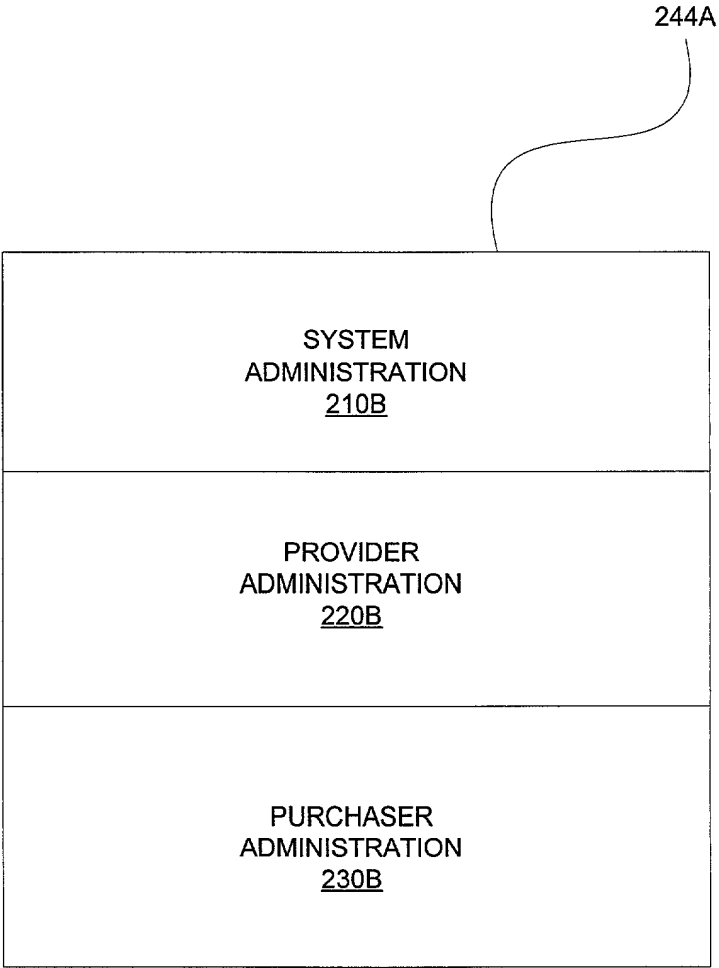 244A
SYSTEM
ADMINISTRATION
210B
PROVIDER
ADMINISTRATION
220B
PURCHASER
ADMINISTRATION
230B